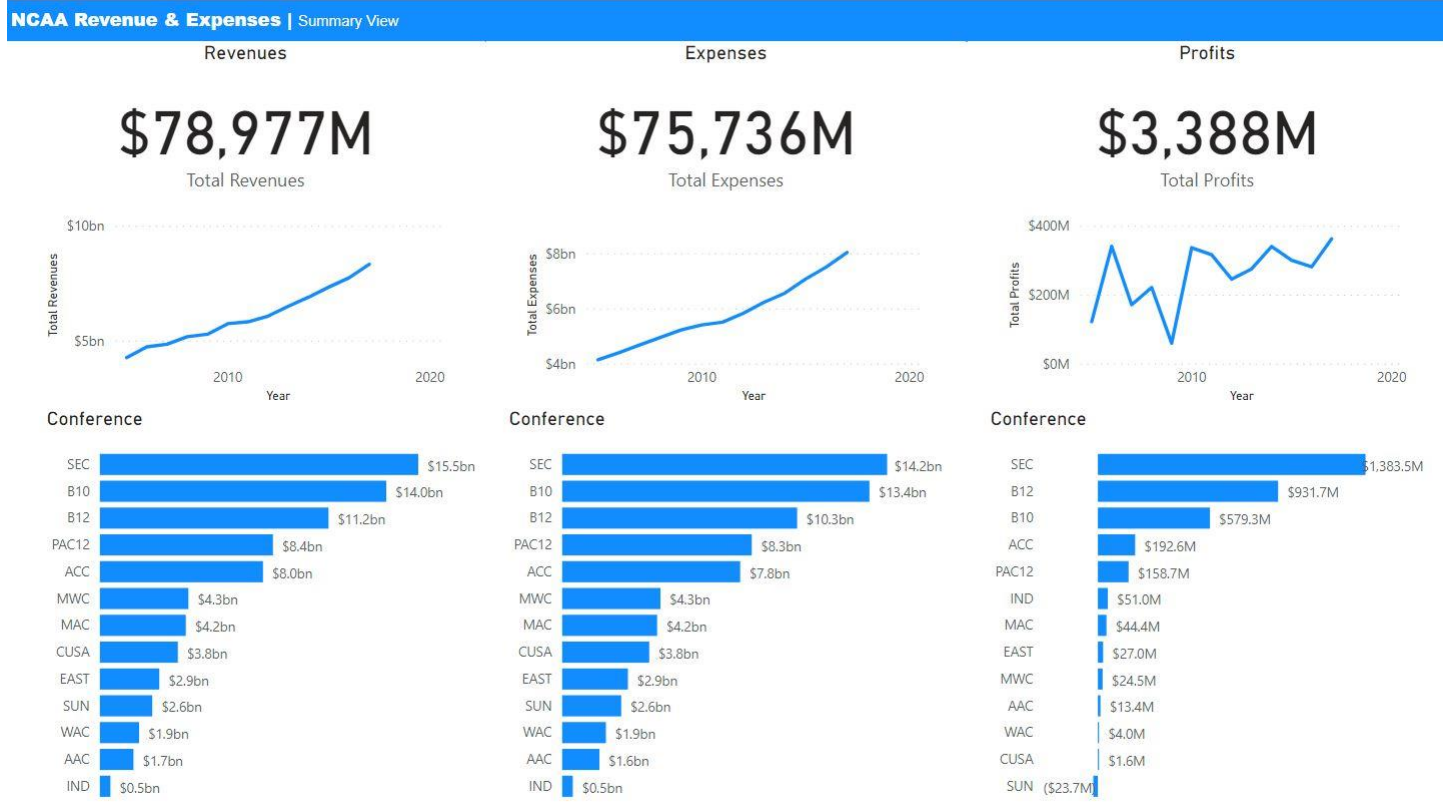 NCAA Revenue & Expenses | Summary View
Revenues
$78,977M
Total Revenues
$10bn
$5bn
Total Revenues
2010 2020
Year
Conference
SEC $15.5bn
B10 $14.0bn
B12 $11.2bn
PAC12 $8.4bn
ACC $8.0bn
MWC $4.3bn
MAC $4.2bn
CUSA $3.8bn
EAST $2.9bn
SUN $2.6bn
WAC $1.9bn
AAC $1.7bn
IND $0.5bn
Expenses
$75,736M
Total Expenses
$8bn
$6bn
$4bn
Total Expenses
2010 2020
Year
Conference
SEC $14.2bn
B10 $13.4bn
B12 $10.3bn
PAC12 $8.3bn
ACC $7.8bn
MWC $4.3bn
MAC $4.2bn
CUSA $3.8bn
EAST $2.9bn
SUN $2.6bn
WAC $1.9bn
AAC $1.6bn
IND $0.5bn
Profits
$3,388M
Total Profits
$400M
$200M
$0M
Total Profits
2010 2020
Year
Conference
SEC $1,383.5M
B12 $931.7M
B10 $579.3M
ACC $192.6M
PAC12 $158.7M
IND $51.0M
MAC $44.4M
EAST $27.0M
MWC $24.5M
AAC $13.4M
WAC $4.0M
CUSA $1.6M
SUN ($23.7M)